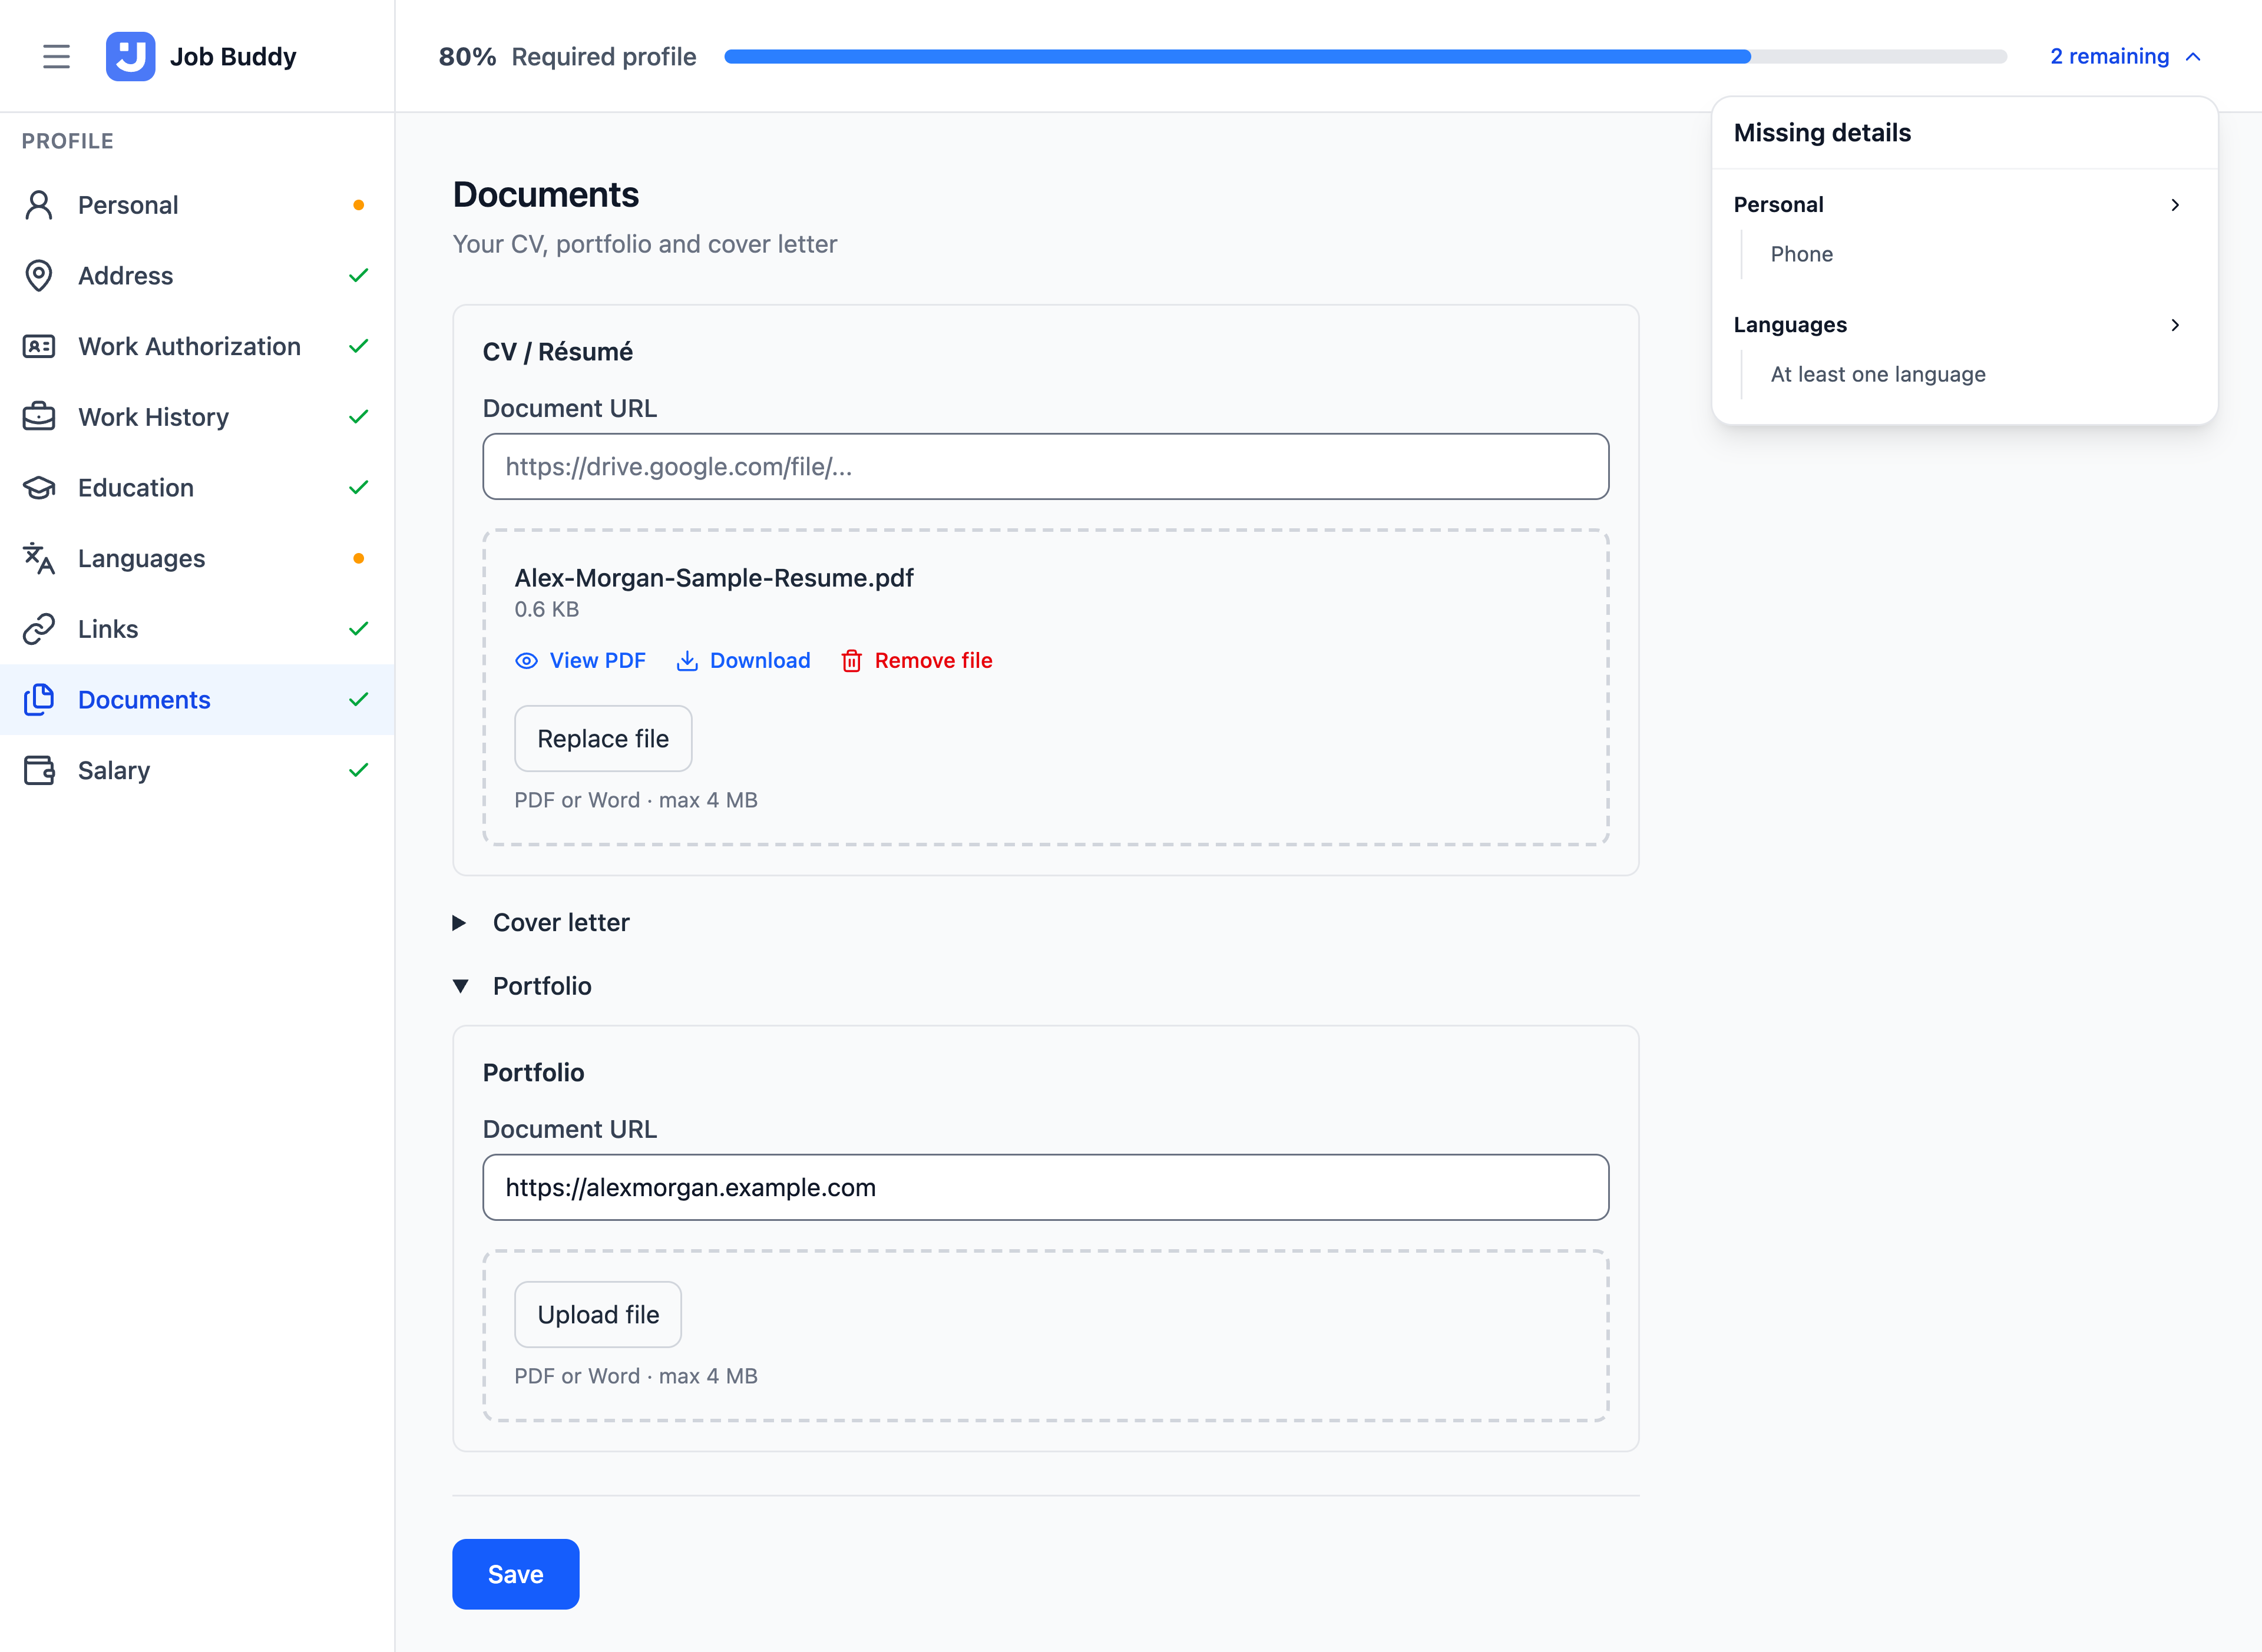 Job Buddy
80% Required profile
2 remaining
PROFILE
Personal
Address
Work Authorization
Work History
Education
Languages
Links
Documents
Salary
Documents
Your CV, portfolio and cover letter
CV / Résumé
Document URL
https://drive.google.com/file/...
Alex-Morgan-Sample-Resume.pdf
0.6 KB
View PDF Download Remove file
Replace file
PDF or Word · max 4 MB
Cover letter
Portfolio
Portfolio
Document URL
https://alexmorgan.example.com
Upload file
PDF or Word · max 4 MB
Save
Missing details
Personal
Phone
Languages
At least one language